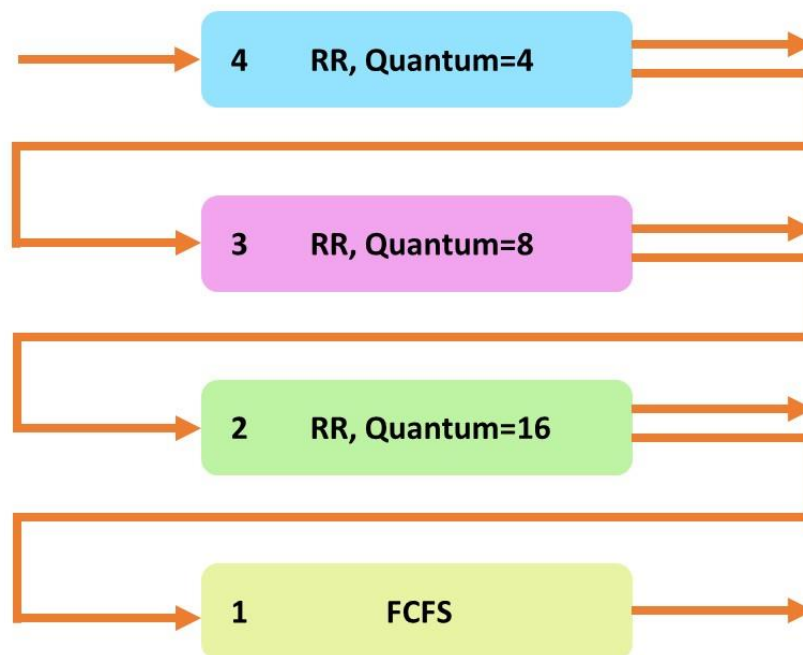 4 RR, Quantum=4
3 RR, Quantum=8
2 RR, Quantum=16
1 FCFS